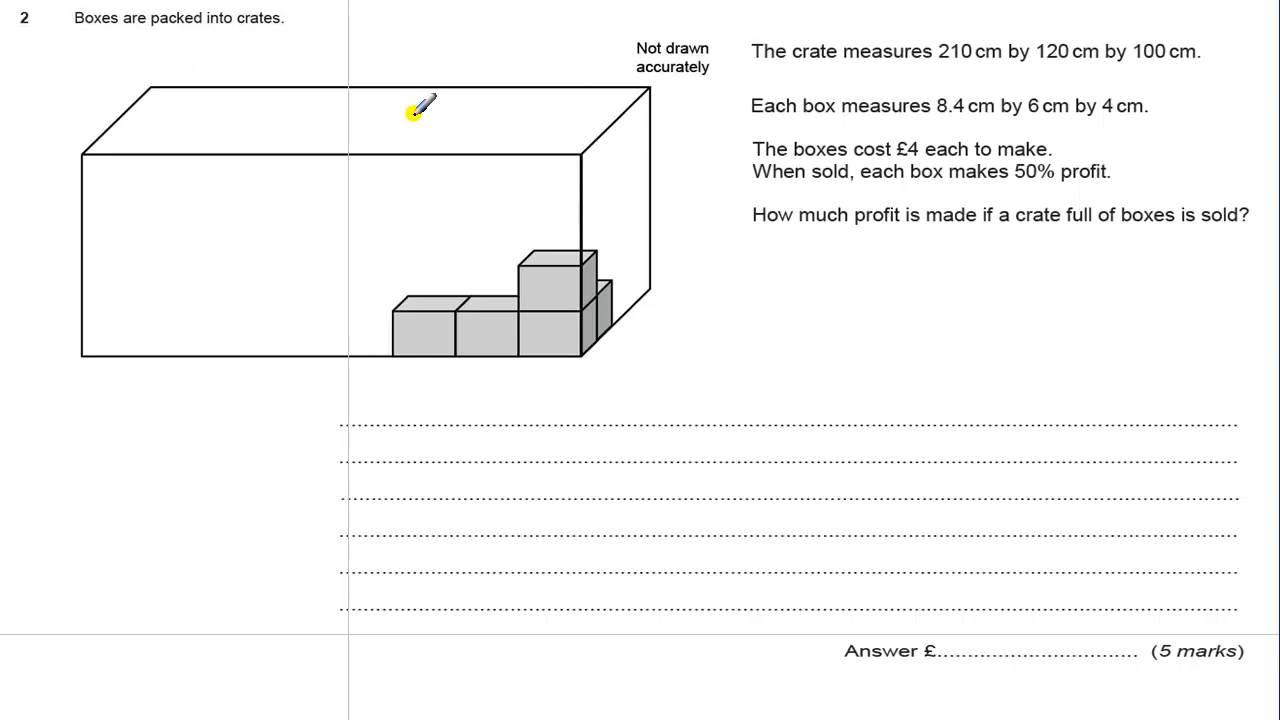 2 Boxes are packed into crates.
Not drawn
accurately
The crate measures 210 cm by 120 cm by 100 cm.
Each box measures 8.4 cm by 6 cm by 4 cm.
The boxes cost £4 each to make.
When sold, each box makes 50% profit.
How much profit is made if a crate full of boxes is sold?
Answer £.................................. (5 marks)